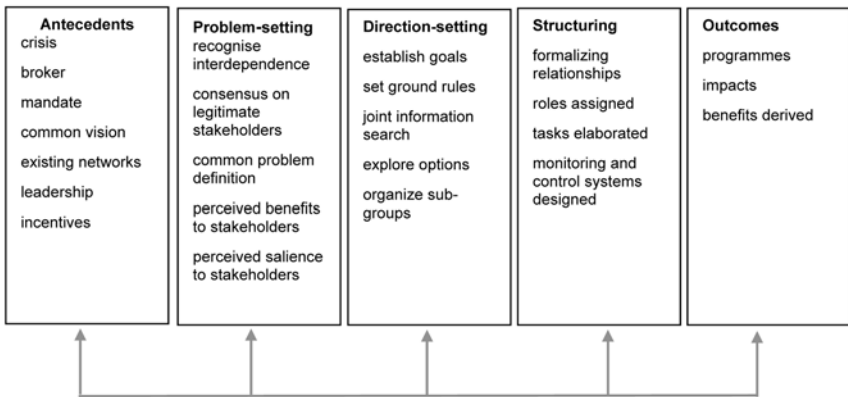 Antecedents
crisis
broker
mandate
common vision
existing networks
leadership
incentives
Problem-setting
recognise
interdependence
consensus on
legitimate
stakeholders
common problem
definition
perceived benefits
to stakeholders
perceived salience
to stakeholders
Direction-setting
establish goals
set ground rules
joint information
search
explore options
organize sub-
groups
Structuring
formalizing
relationships
roles assigned
tasks elaborated
monitoring and
control systems
designed
Outcomes
programmes
impacts
benefits derived